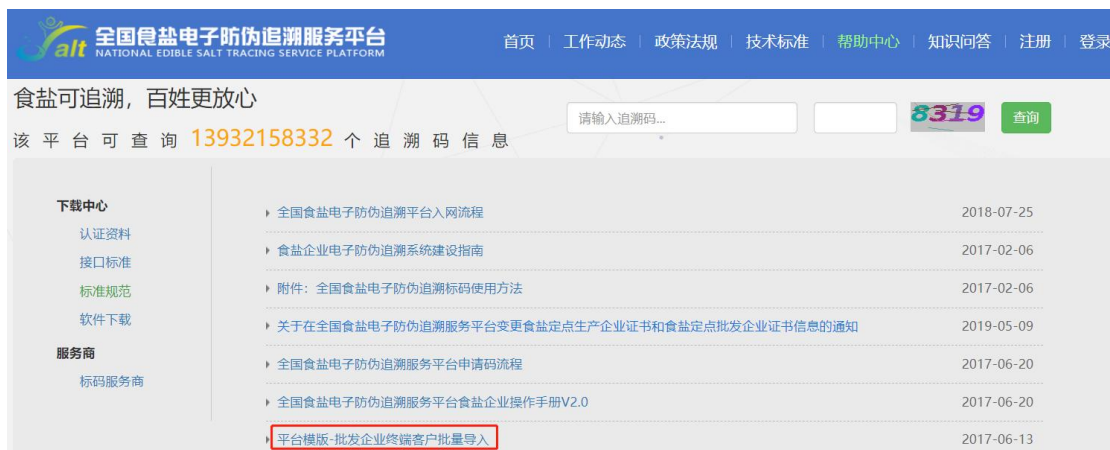 alt
全国食盐电子防伪追溯服务平台
NATIONAL EDIBLE SALT TRACING SERVICE PLATFORM
首页 | 工作动态 | 政策法规 | 技术标准 | 帮助中心 | 知识问答 | 注册 | 登录
食盐可追溯，百姓更放心
请输入追溯码...
8319
查询
该平台可查询 13932158332 个追溯码信息
下载中心
认证资料
接口标准
标准规范
软件下载
服务商
标码服务商
全国食盐电子防伪追溯平台入网流程 2018-07-25
食盐企业电子防伪追溯系统建设指南 2017-02-06
附件：全国食盐电子防伪追溯标码使用方法 2017-02-06
关于在全国食盐电子防伪追溯服务平台变更食盐定点生产企业证书和食盐定点批发企业证书信息的通知 2019-05-09
全国食盐电子防伪追溯服务平台申请码流程 2017-06-20
全国食盐电子防伪追溯服务平台食盐企业操作手册V2.0 2017-06-20
平台模版-批发企业终端客户批量导入 2017-06-13